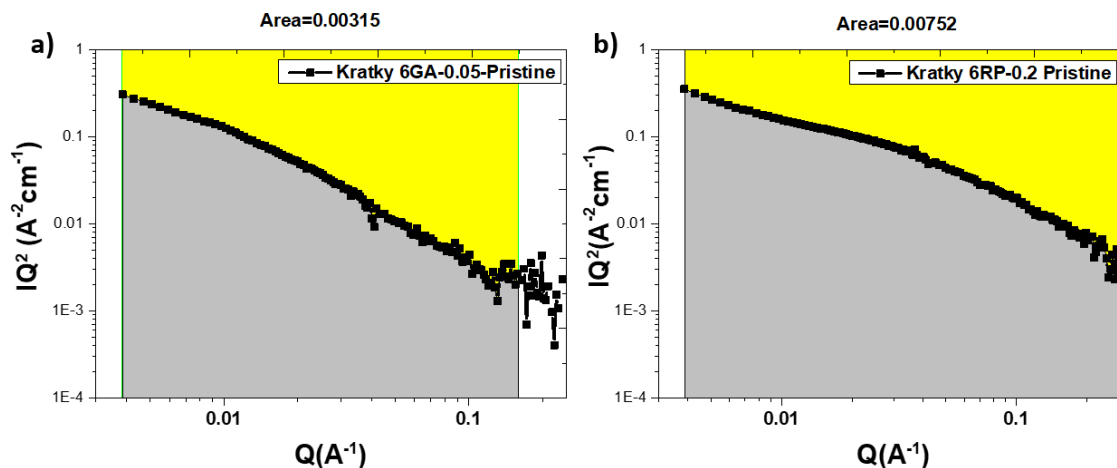 Area=0.00315
a)
Kratky 6GA-0.05-Pristine
1
0.1
0.01
1E-3
1E-4
IQ² (A⁻²cm⁻¹)
0.01
0.1
Q(A⁻¹)
Area=0.00752
b)
Kratky 6RP-0.2 Pristine
1
0.1
0.01
1E-3
1E-4
IQ²(A⁻²cm⁻¹)
0.01
0.1
Q(A⁻¹)